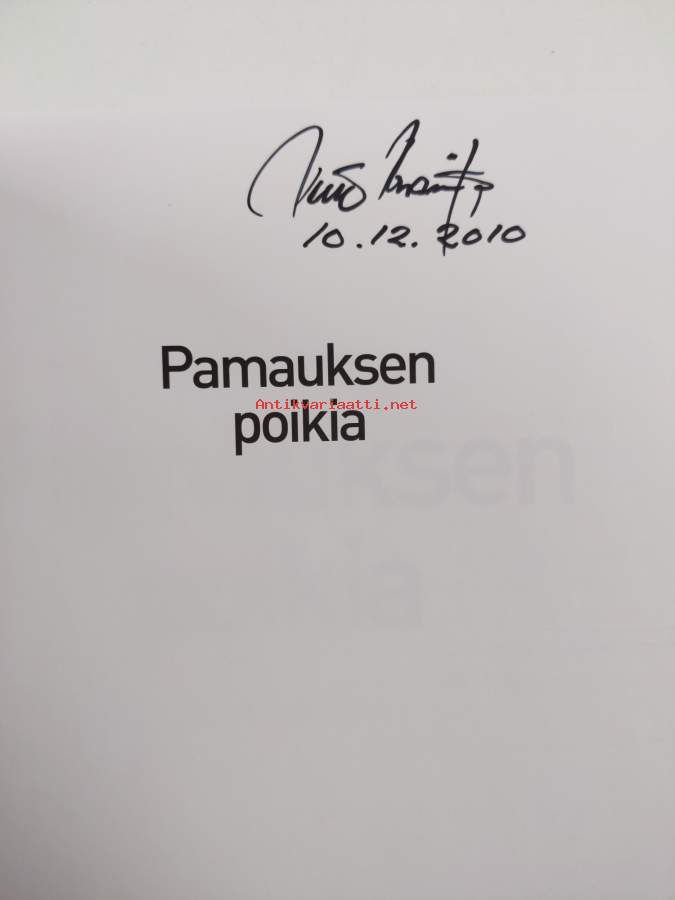 10.12.2010
Pamauksen
Antikvariaatti.net
poikia